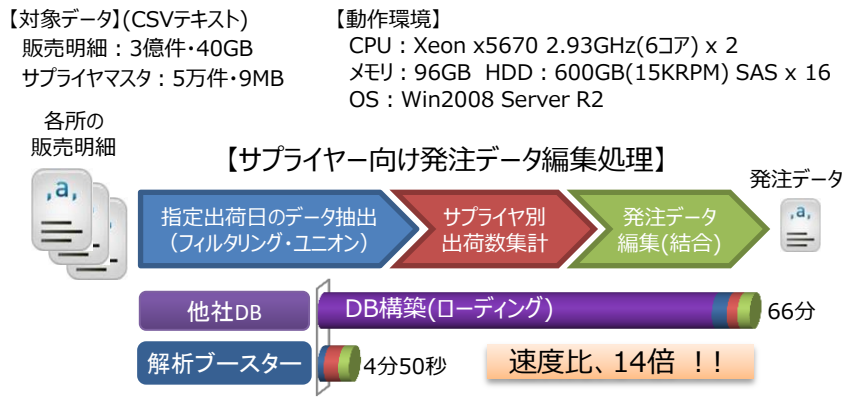 【対象データ】(CSVテキスト)
販売明細：3億件・40GB
サプライヤマスタ：5万件・9MB
【動作環境】
CPU：Xeon x5670 2.93GHz(6コア) x 2
メモリ：96GB HDD：600GB(15KRPM) SAS x 16
OS：Win2008 Server R2
各所の
販売明細
【サプライヤー向け発注データ編集処理】
発注データ
,a,
指定出荷日のデータ抽出
（フィルタリング・ユニオン）
サプライヤ別
出荷数集計
発注データ
編集(結合)
,a,
他社DB
DB構築(ローディング)
66分
解析ブースター
4分50秒
速度比、14倍 ！！